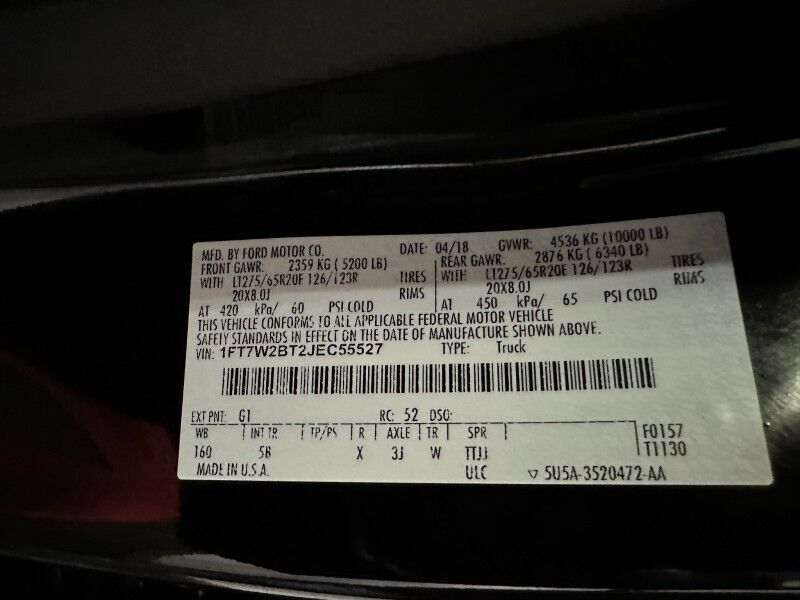 MFD. BY FORD MOTOR CO. DATE: 04/18 GVWR: 4536 KG (10000 LB)
FRONT GAWR: 2359 KG (5200 LB) REAR GAWR: 2876 KG (6340 LB)
WITH LT275/65R20E 126/123R TIRES WITH LT275/65R20E 126/123R TIRES
20X8.0J RIMS 20X8.0J RIMS
AT 420 kPa/ 60 PSI COLD AT 450 kPa/ 65 PSI COLD
THIS VEHICLE CONFORMS TO ALL APPLICABLE FEDERAL MOTOR VEHICLE
SAFETY STANDARDS IN EFFECT ON THE DATE OF MANUFACTURE SHOWN ABOVE.
VIN: 1FT7W2BT2JEC55527 TYPE: Truck
EXT PNT: G1 RC: 52 DSO:
WB INT TR TP/PS R AXLE TR SPR F0157
160 5B X 3J W TTJJ T1130
MADE IN U.S.A. ULC 5U5A-3520472-AA